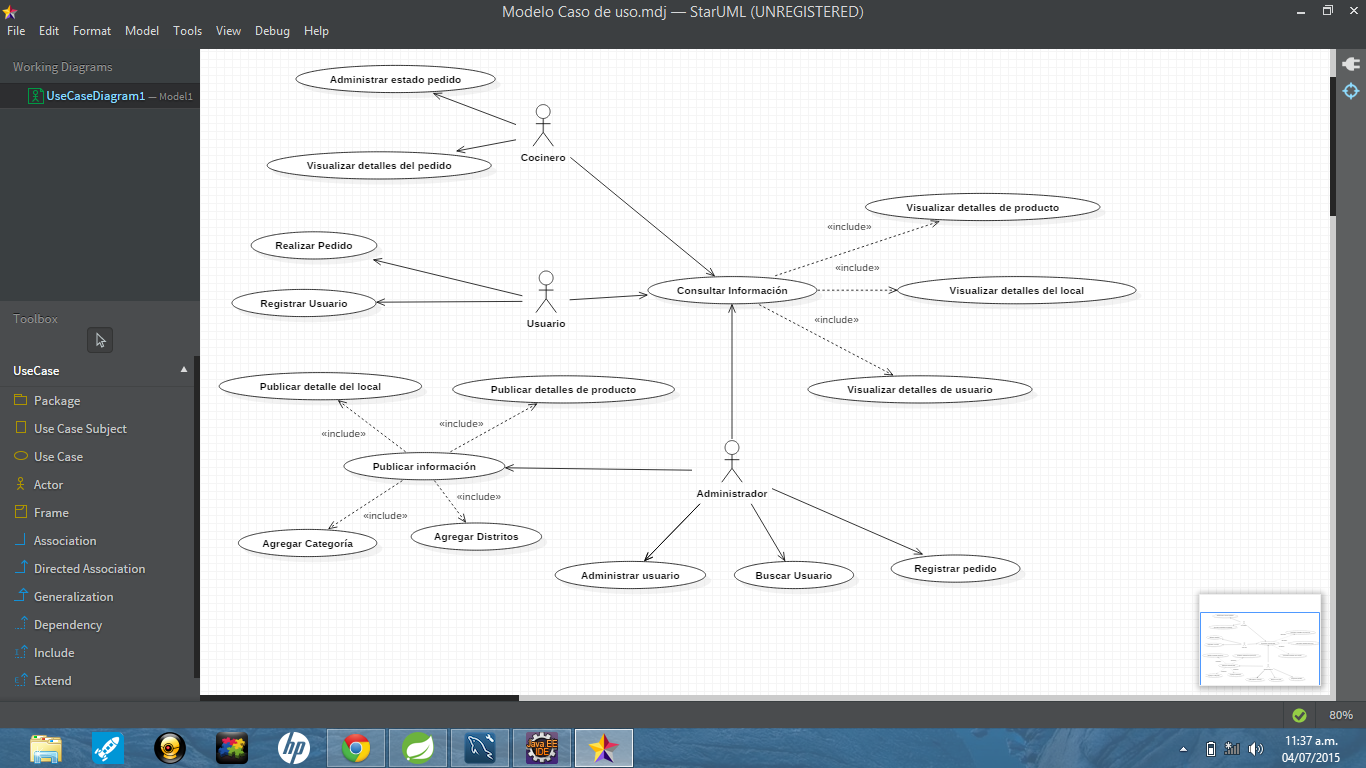 Modelo Caso de uso.mdj — StarUML (UNREGISTERED)
File Edit Format Model Tools View Debug Help
Working Diagrams
UseCaseDiagram1 — Model1
Toolbox
UseCase
Package
Use Case Subject
Use Case
Actor
Frame
Association
Directed Association
Generalization
Dependency
Include
Extend
Administrar estado pedido
Cocinero
Visualizar detalles del pedido
Visualizar detalles de producto
«include»
Realizar Pedido
«include»
Consultar Información
Visualizar detalles del local
Registrar Usuario
Usuario
«include»
Publicar detalle del local
Publicar detalles de producto
Visualizar detalles de usuario
«include»
«include»
Publicar información
Administrador
«include»
«include»
Agregar Categoría
Agregar Distritos
Administrar usuario
Buscar Usuario
Registrar pedido
80%
hp
Java EE
IDE
11:37 a.m.
04/07/2015